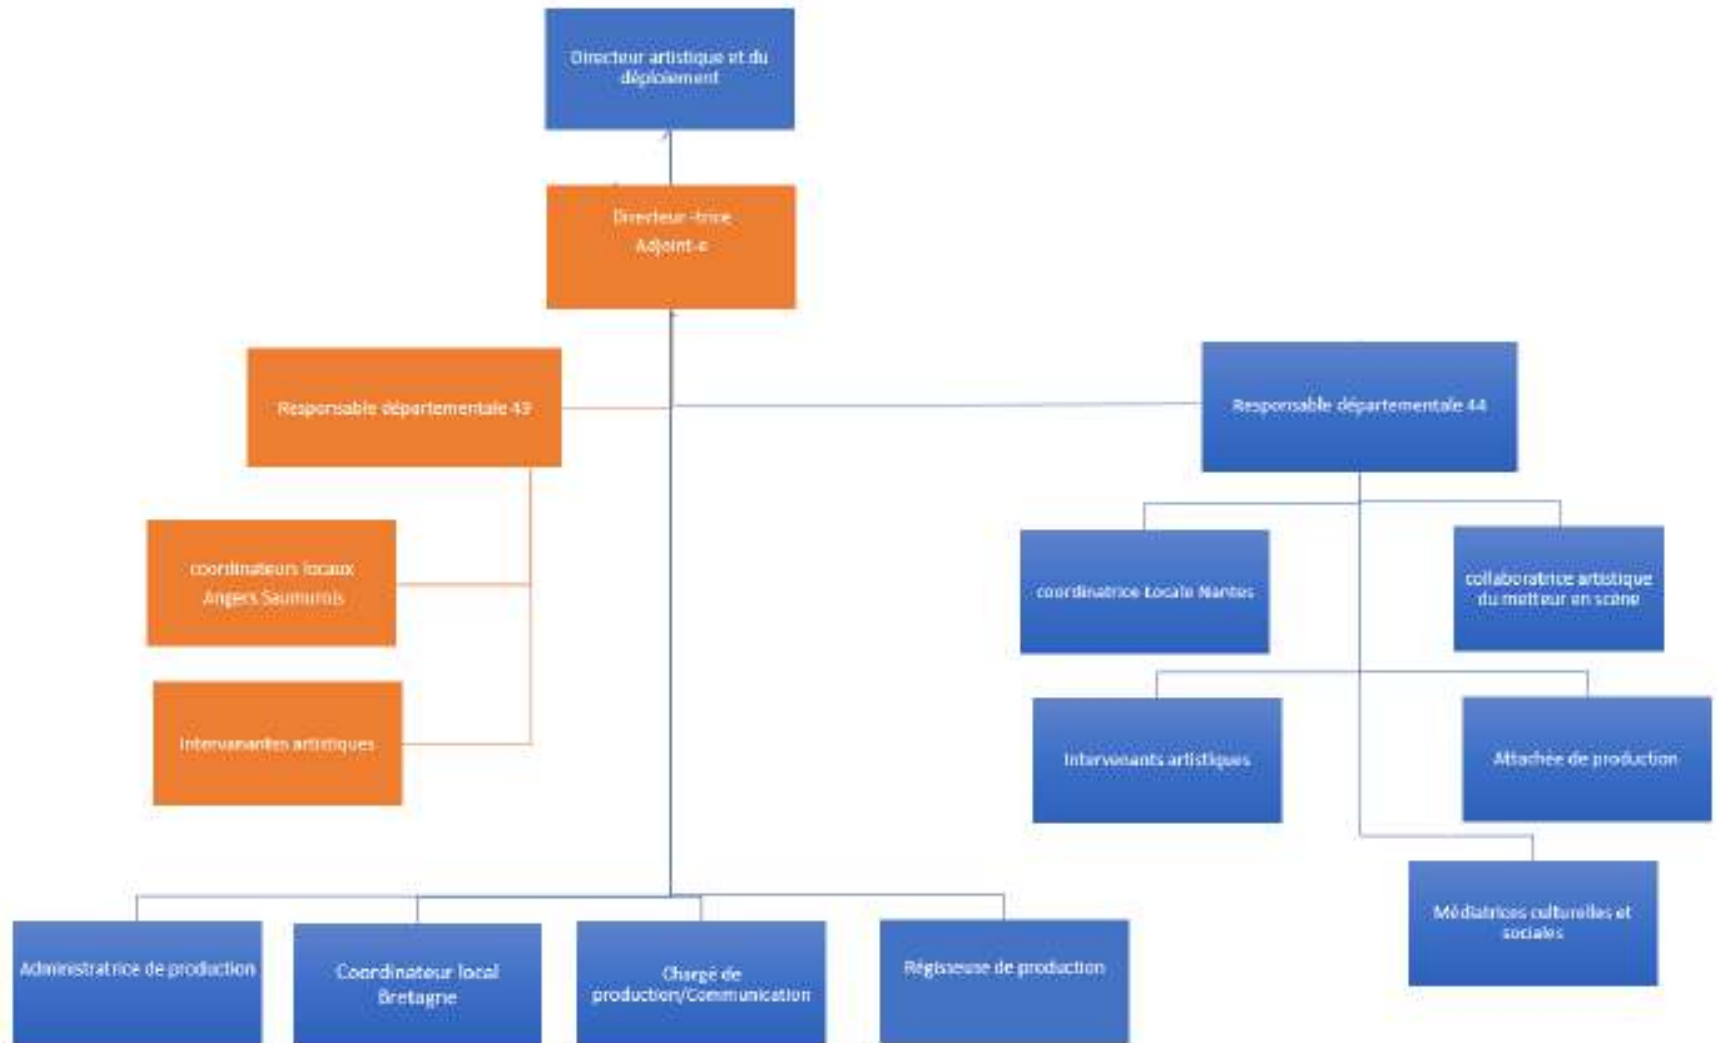 Directeur artistique et du
déploiement
Directeur -trice
Adjoint-e
Responsable départementale 49
Responsable départementale 44
coordinateurs locaux
Angers Saumurois
coordinatrice Locale Nantes
collaboratrice artistique
du metteur en scène
Intervanantes artistiques
Intervenants artistiques
Attachée de production
Médiatrices culturelles et
sociales
Administratrice de production
Coordinateur local
Bretagne
Chargé de
production/Communication
Régisseuse de production